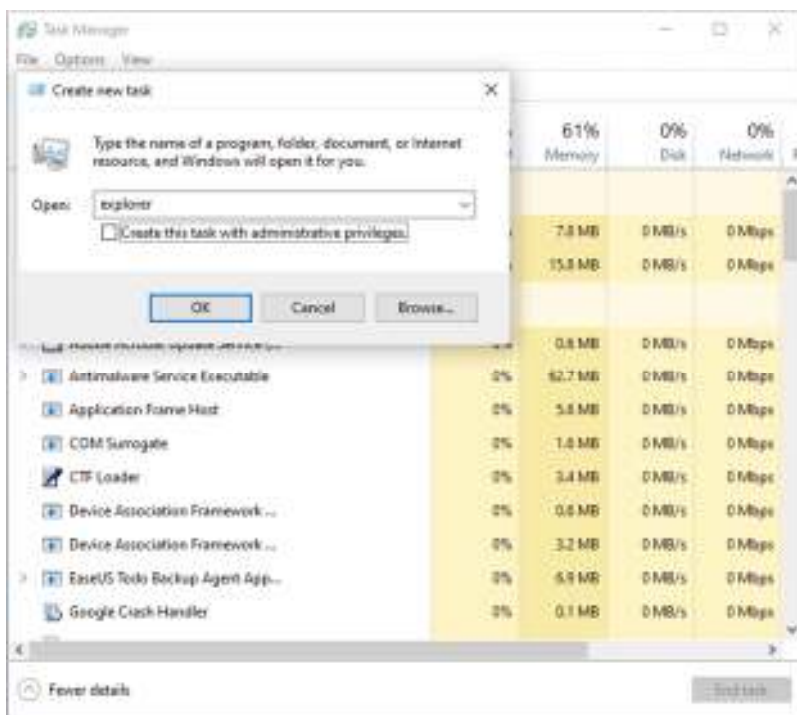 Task Manager
File Options View
Create new task
Type the name of a program, folder, document, or Internet
resource, and Windows will open it for you.
Open: explorer
Create this task with administrative privileges.
OK Cancel Browse...
61% 0% 0%
Memory Disk Network
7.8 MB 0 MB/s 0 Mbps
15.8 MB 0 MB/s 0 Mbps
0% 0.6 MB 0 MB/s 0 Mbps
Antimalware Service Executable 0% 62.7 MB 0 MB/s 0 Mbps
Application Frame Host 0% 5.8 MB 0 MB/s 0 Mbps
COM Surrogate 0% 1.8 MB 0 MB/s 0 Mbps
CTF Loader 0% 3.4 MB 0 MB/s 0 Mbps
Device Association Framework ... 0% 0.6 MB 0 MB/s 0 Mbps
Device Association Framework ... 0% 3.2 MB 0 MB/s 0 Mbps
EaseUS Todo Backup Agent App... 0% 6.9 MB 0 MB/s 0 Mbps
Google Crash Handler 0% 0.1 MB 0 MB/s 0 Mbps
Fewer details End task